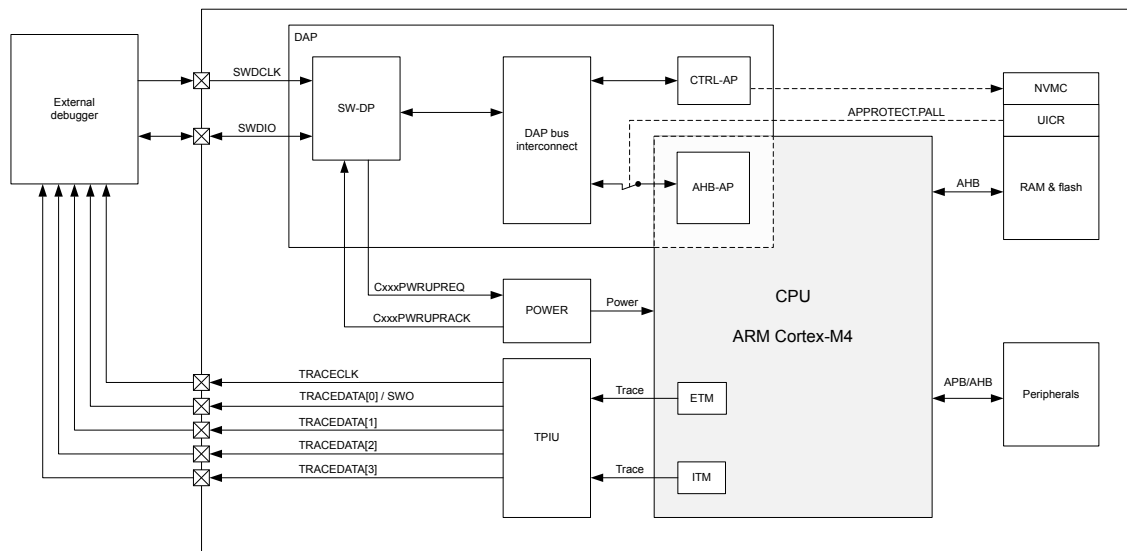 DAP
External
debugger
SWDCLK
SWDIO
SW-DP
DAP bus
interconnect
CTRL-AP
AHB-AP
APPROTECT.PALL
NVMC
UICR
RAM & flash
AHB
CxxxPWRUPREQ
CxxxPWRUPRACK
POWER
Power
CPU
ARM Cortex-M4
TRACECLK
TRACEDATA[0] / SWO
TRACEDATA[1]
TRACEDATA[2]
TRACEDATA[3]
TPIU
Trace
ETM
Trace
ITM
APB/AHB
Peripherals